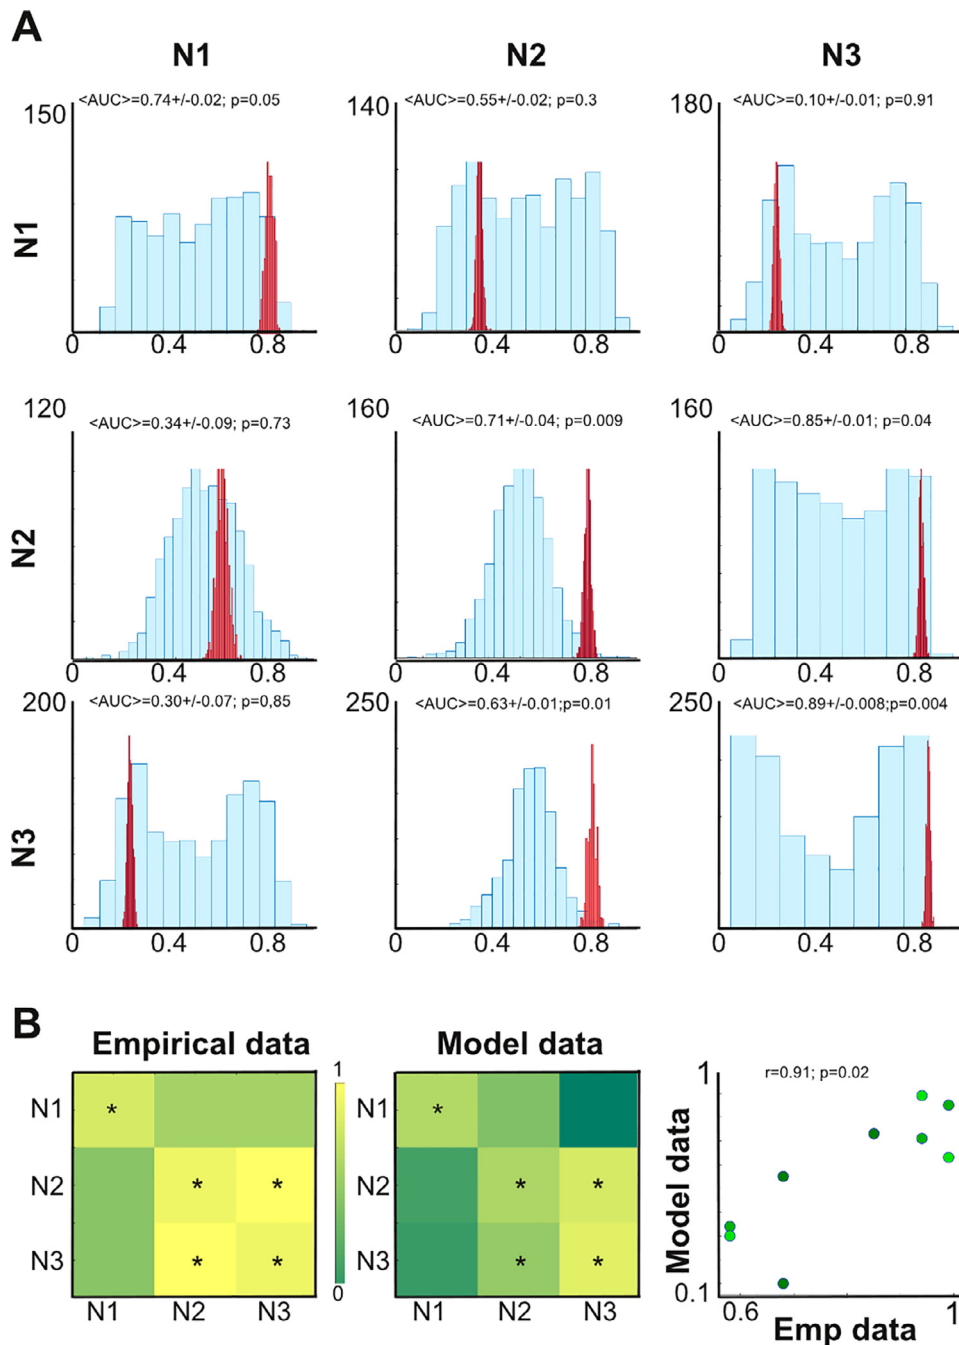 A
N1 N2 N3
N1
150 <AUC>=0.74+/-0.02; p=0.05
0 0.4 0.8
140 <AUC>=0.55+/-0.02; p=0.3
0 0.4 0.8
180 <AUC>=0.10+/-0.01; p=0.91
0 0.4 0.8
N2
120 <AUC>=0.34+/-0.09; p=0.73
0 0.4 0.8
160 <AUC>=0.71+/-0.04; p=0.009
0 0.4 0.8
160 <AUC>=0.85+/-0.01; p=0.04
0 0.4 0.8
N3
200 <AUC>=0.30+/-0.07; p=0,85
0 0.4 0.8
250 <AUC>=0.63+/-0.01;p=0.01
0 0.4 0.8
250 <AUC>=0.89+/-0.008;p=0.004
0 0.4 0.8
B
Empirical data
N1 *
N2 * *
N3 * *
N1 N2 N3
1
0
Model data
N1 *
N2 * *
N3 * *
N1 N2 N3
r=0.91; p=0.02
Model data
1
0.1
0.6 1
Emp data